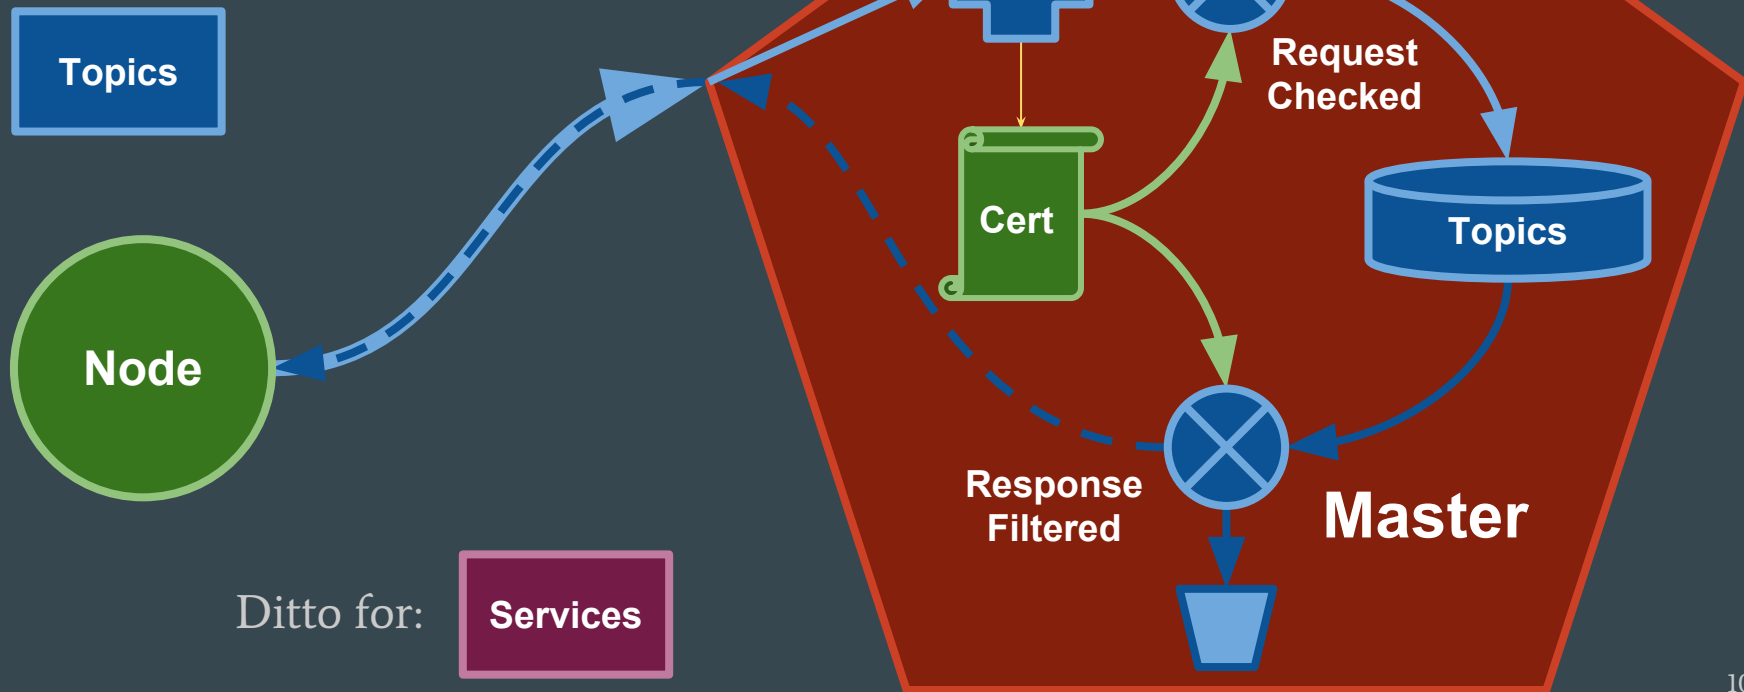 Topics
Request
Checked
Cert
Topics
Node
Response
Filtered
Master
Ditto for:
Services